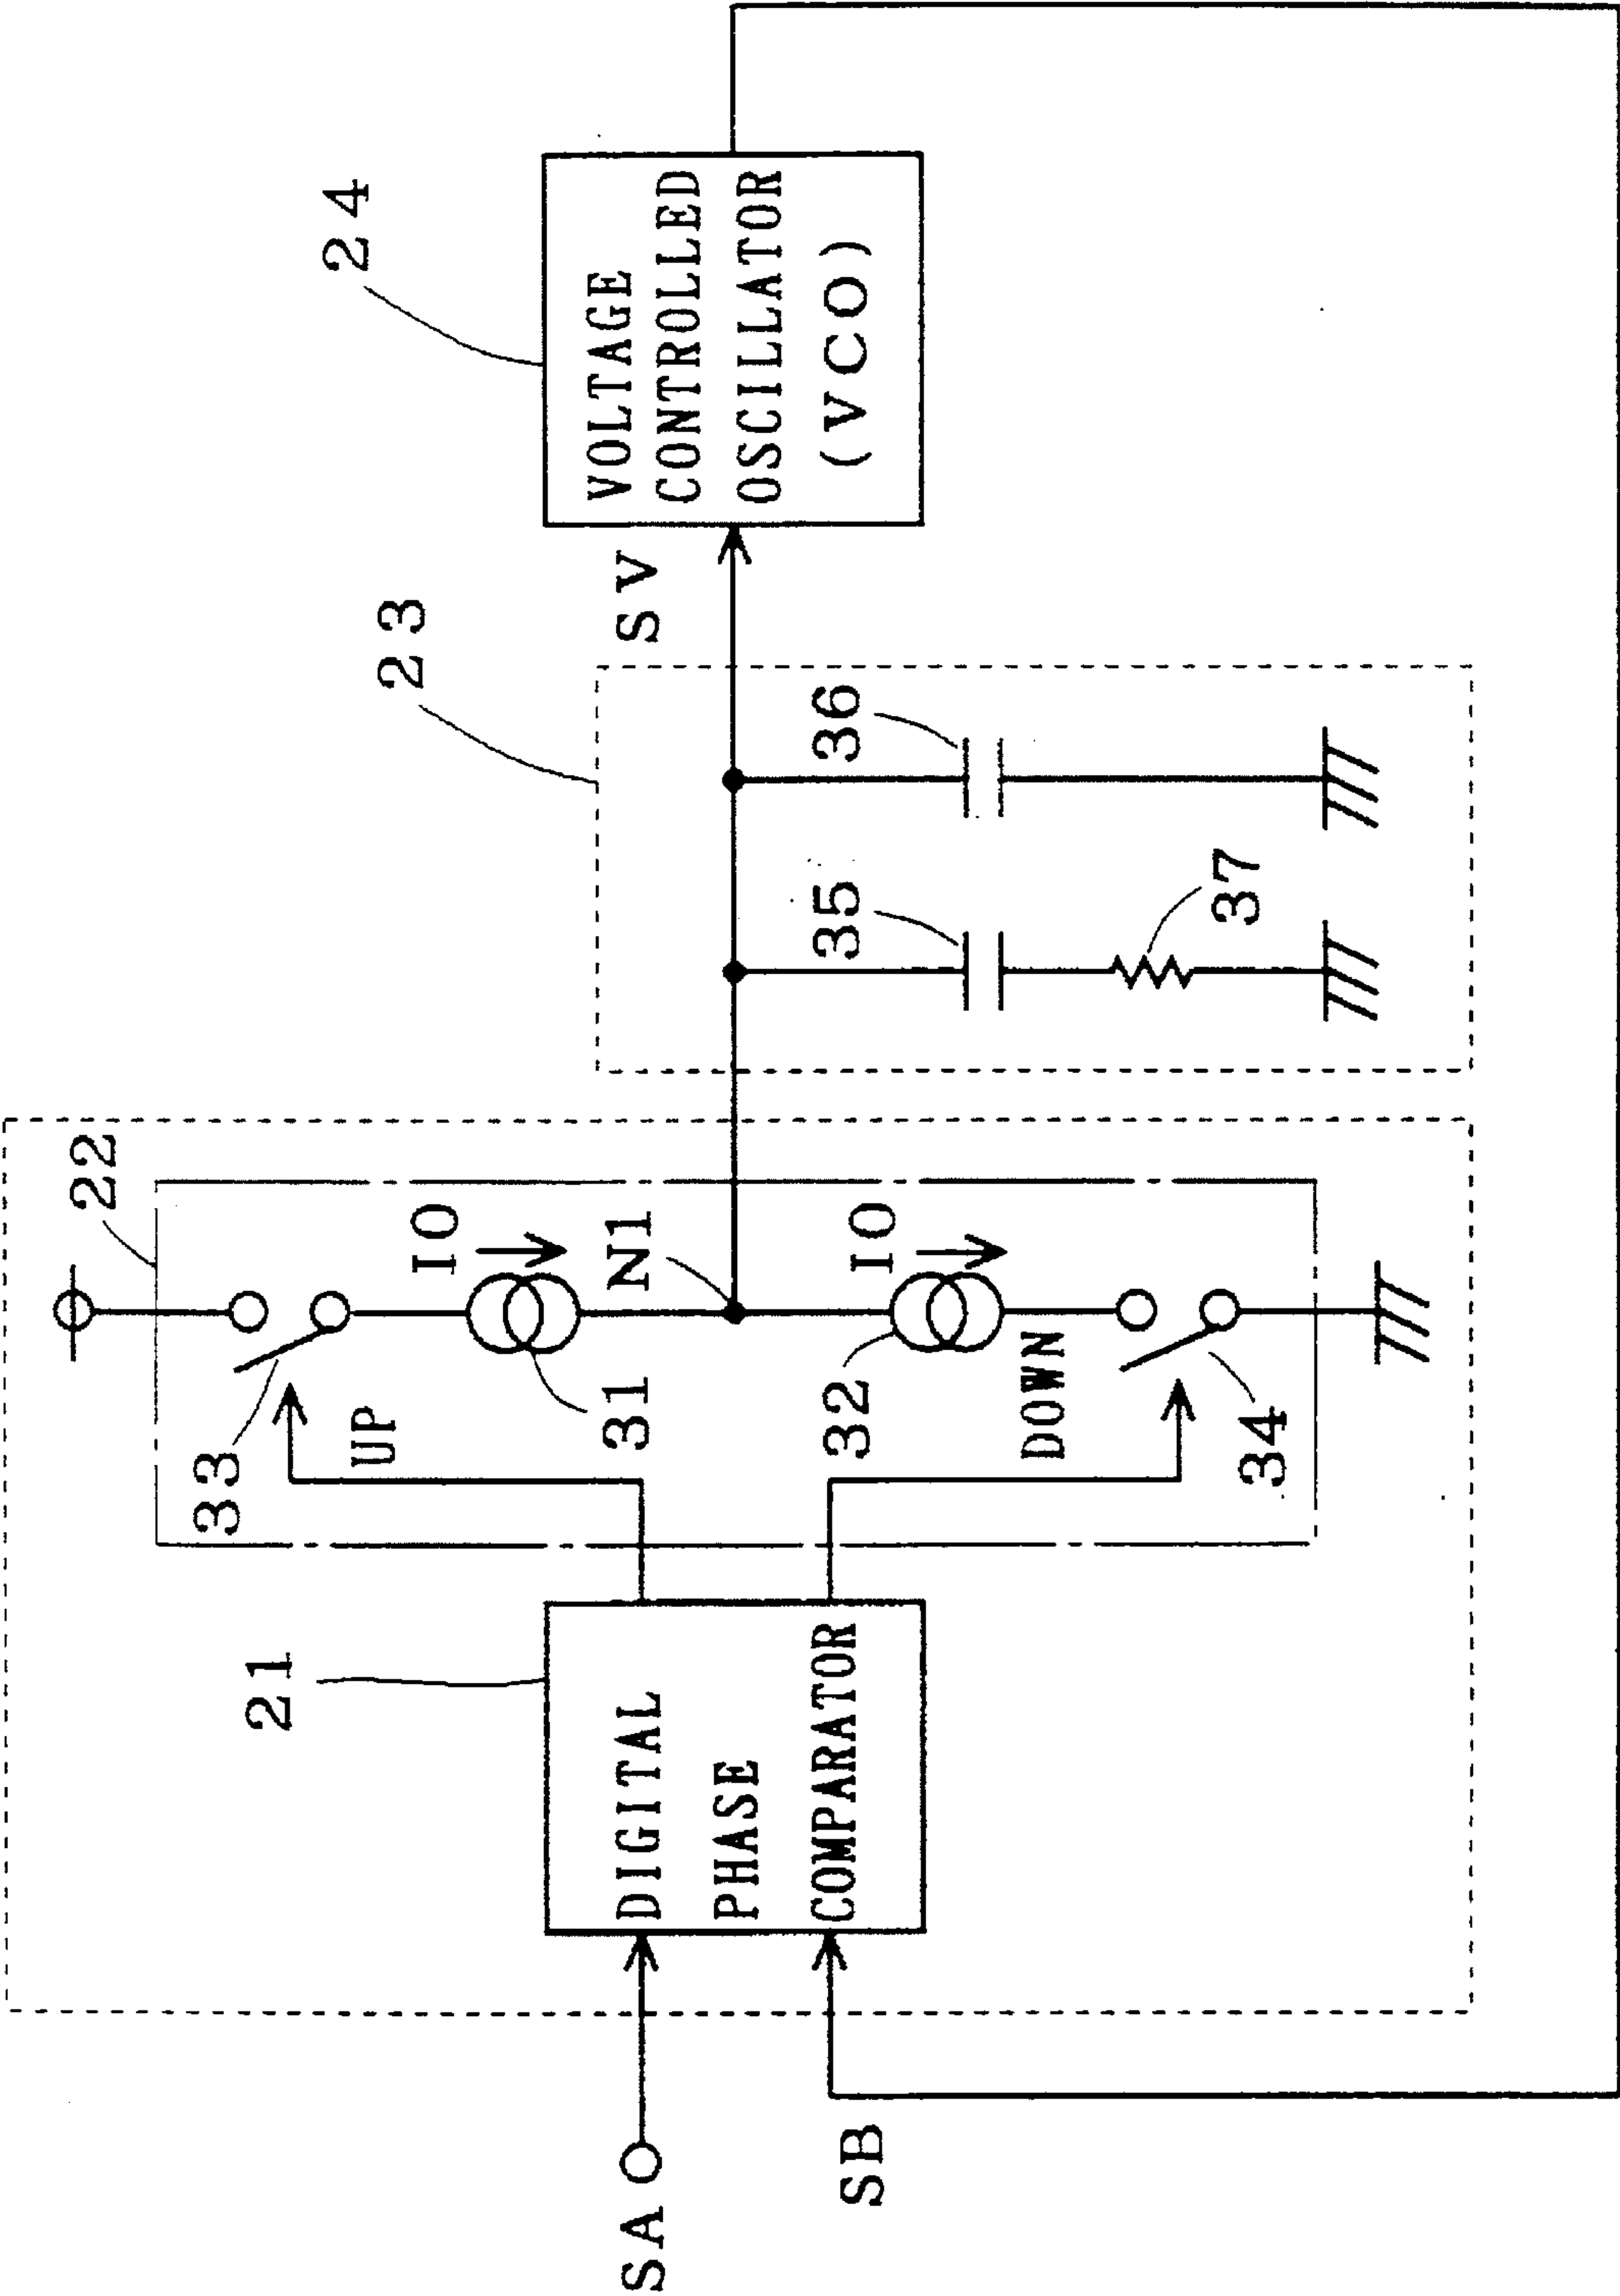 22
24
23
33
UP
IO
31
N1
IO
32
DOWN
34
21
DIGITAL
PHASE
COMPARATOR
SA
SB
SV
35
36
37
VOLTAGE
CONTROLLED
OSCILLATOR
(VCO)